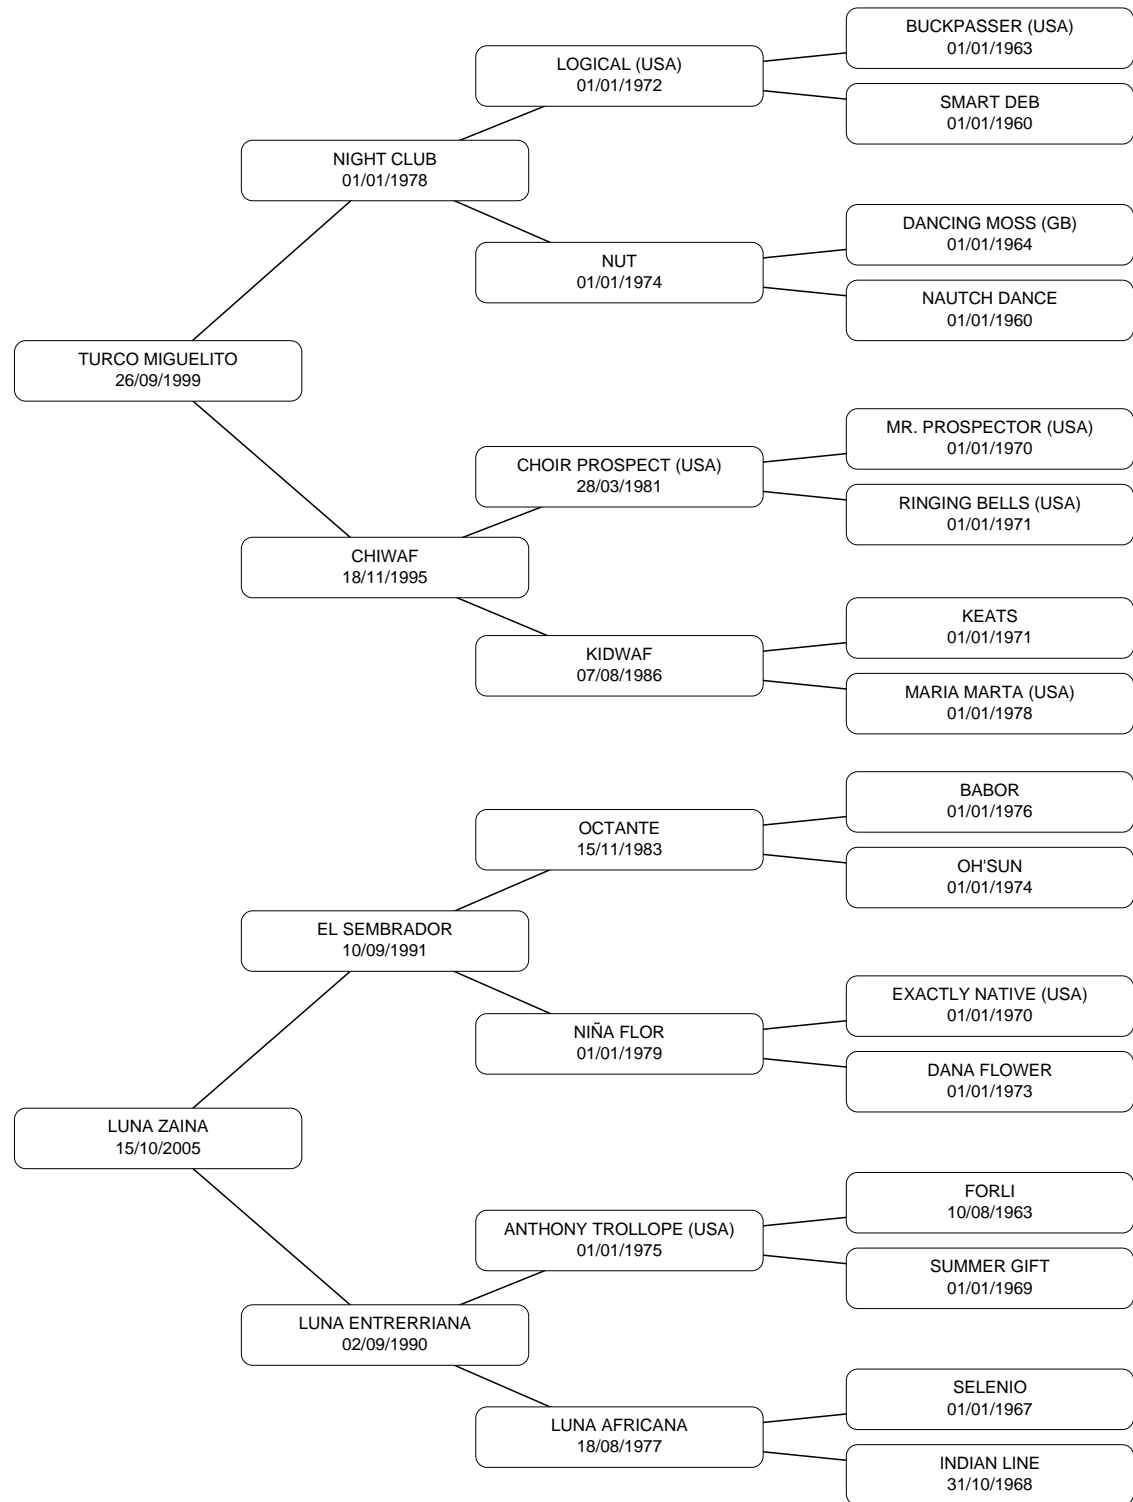 BUCKPASSER (USA)
01/01/1963
LOGICAL (USA)
01/01/1972
SMART DEB
01/01/1960
NIGHT CLUB
01/01/1978
DANCING MOSS (GB)
01/01/1964
NUT
01/01/1974
NAUTCH DANCE
01/01/1960
TURCO MIGUELITO
26/09/1999
MR. PROSPECTOR (USA)
01/01/1970
CHOIR PROSPECT (USA)
28/03/1981
RINGING BELLS (USA)
01/01/1971
CHIWAF
18/11/1995
KEATS
01/01/1971
KIDWAF
07/08/1986
MARIA MARTA (USA)
01/01/1978
BABOR
01/01/1976
OCTANTE
15/11/1983
OH'SUN
01/01/1974
EL SEMBRADOR
10/09/1991
EXACTLY NATIVE (USA)
01/01/1970
NIÑA FLOR
01/01/1979
DANA FLOWER
01/01/1973
LUNA ZAINA
15/10/2005
FORLI
10/08/1963
ANTHONY TROLLOPE (USA)
01/01/1975
SUMMER GIFT
01/01/1969
LUNA ENTRERRIANA
02/09/1990
SELENIO
01/01/1967
LUNA AFRICANA
18/08/1977
INDIAN LINE
31/10/1968